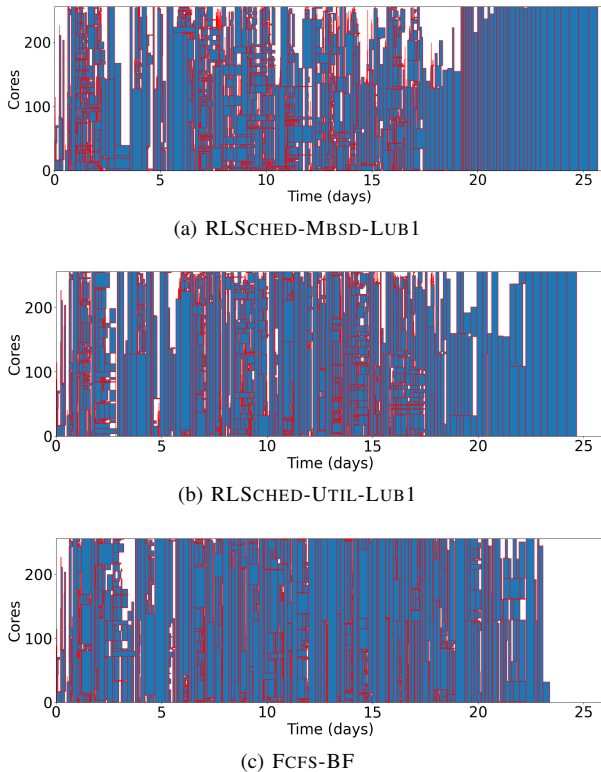 200
Cores
100
0
0 5 10 15 20 25
Time (days)
(a) RLSCHED-MBSD-LUB1
200
Cores
100
0
0 5 10 15 20 25
Time (days)
(b) RLSCHED-UTIL-LUB1
200
Cores
100
0
0 5 10 15 20 25
Time (days)
(c) FCFS-BF